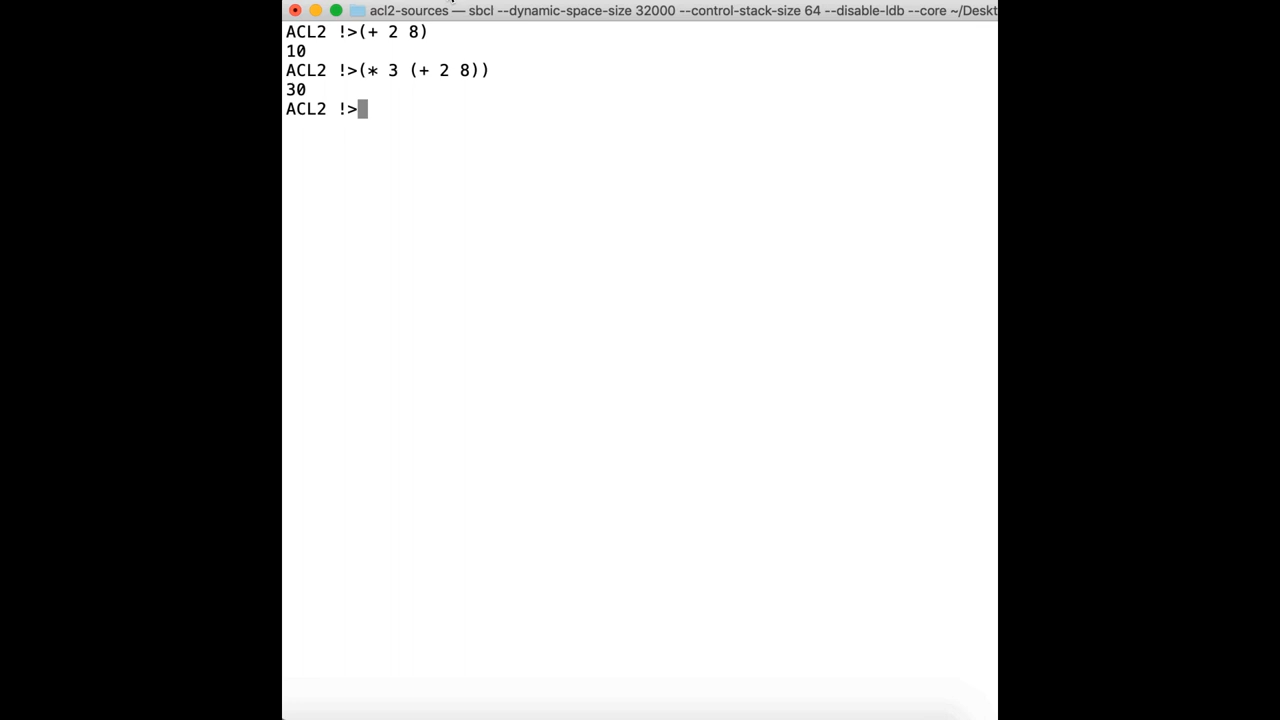 acl2-sources — sbcl --dynamic-space-size 32000 --control-stack-size 64 --disable-ldb --core ~/Deskt
ACL2 !>(+ 2 8)
10
ACL2 !>(* 3 (+ 2 8))
30
ACL2 !>